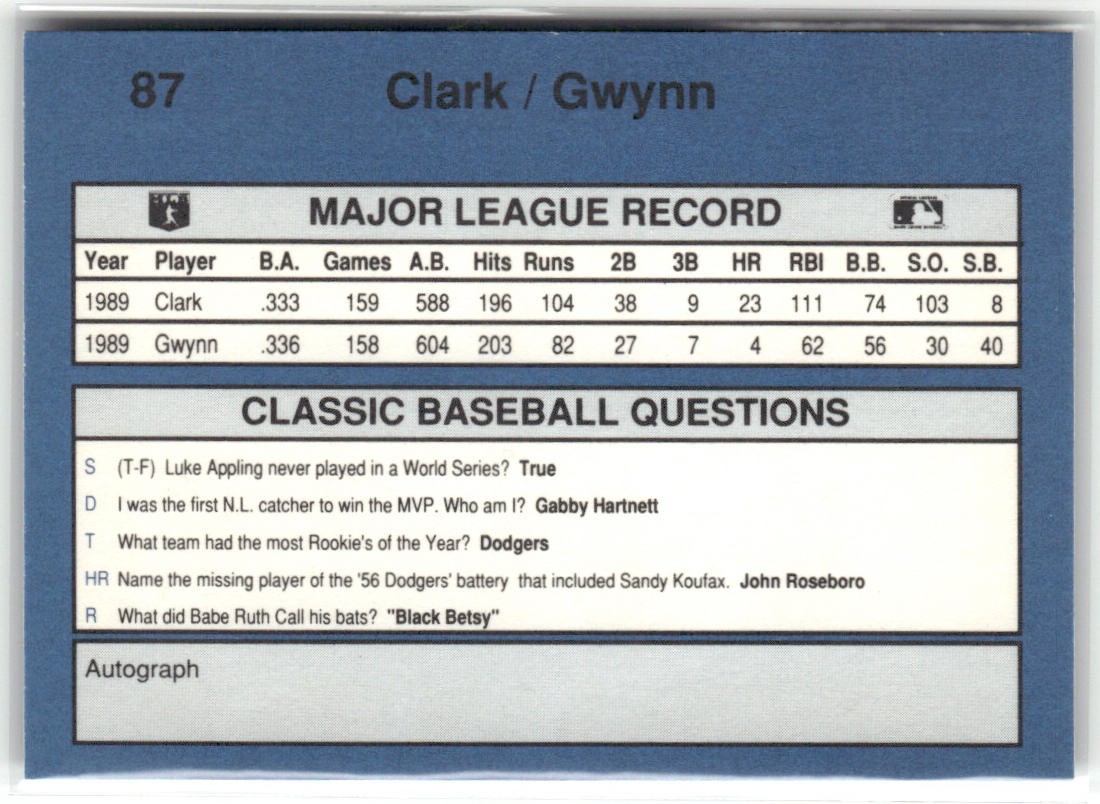 87 Clark / Gwynn
MAJOR LEAGUE RECORD
Year Player B.A. Games A.B. Hits Runs 2B 3B HR RBI B.B. S.O. S.B.
1989 Clark .333 159 588 196 104 38 9 23 111 74 103 8
1989 Gwynn .336 158 604 203 82 27 7 4 62 56 30 40
CLASSIC BASEBALL QUESTIONS
S (T-F) Luke Appling never played in a World Series? True
D I was the first N.L. catcher to win the MVP. Who am I? Gabby Hartnett
T What team had the most Rookie's of the Year? Dodgers
HR Name the missing player of the '56 Dodgers' battery that included Sandy Koufax. John Roseboro
R What did Babe Ruth Call his bats? "Black Betsy"
Autograph